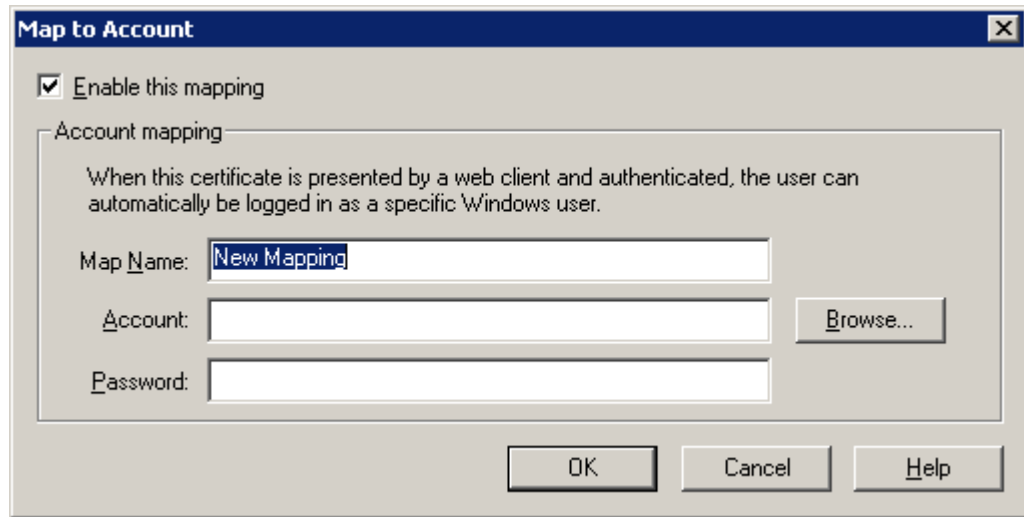 Map to Account
Enable this mapping
Account mapping
When this certificate is presented by a web client and authenticated, the user can
automatically be logged in as a specific Windows user.
Map Name: New Mapping
Account: Browse...
Password:
OK Cancel Help